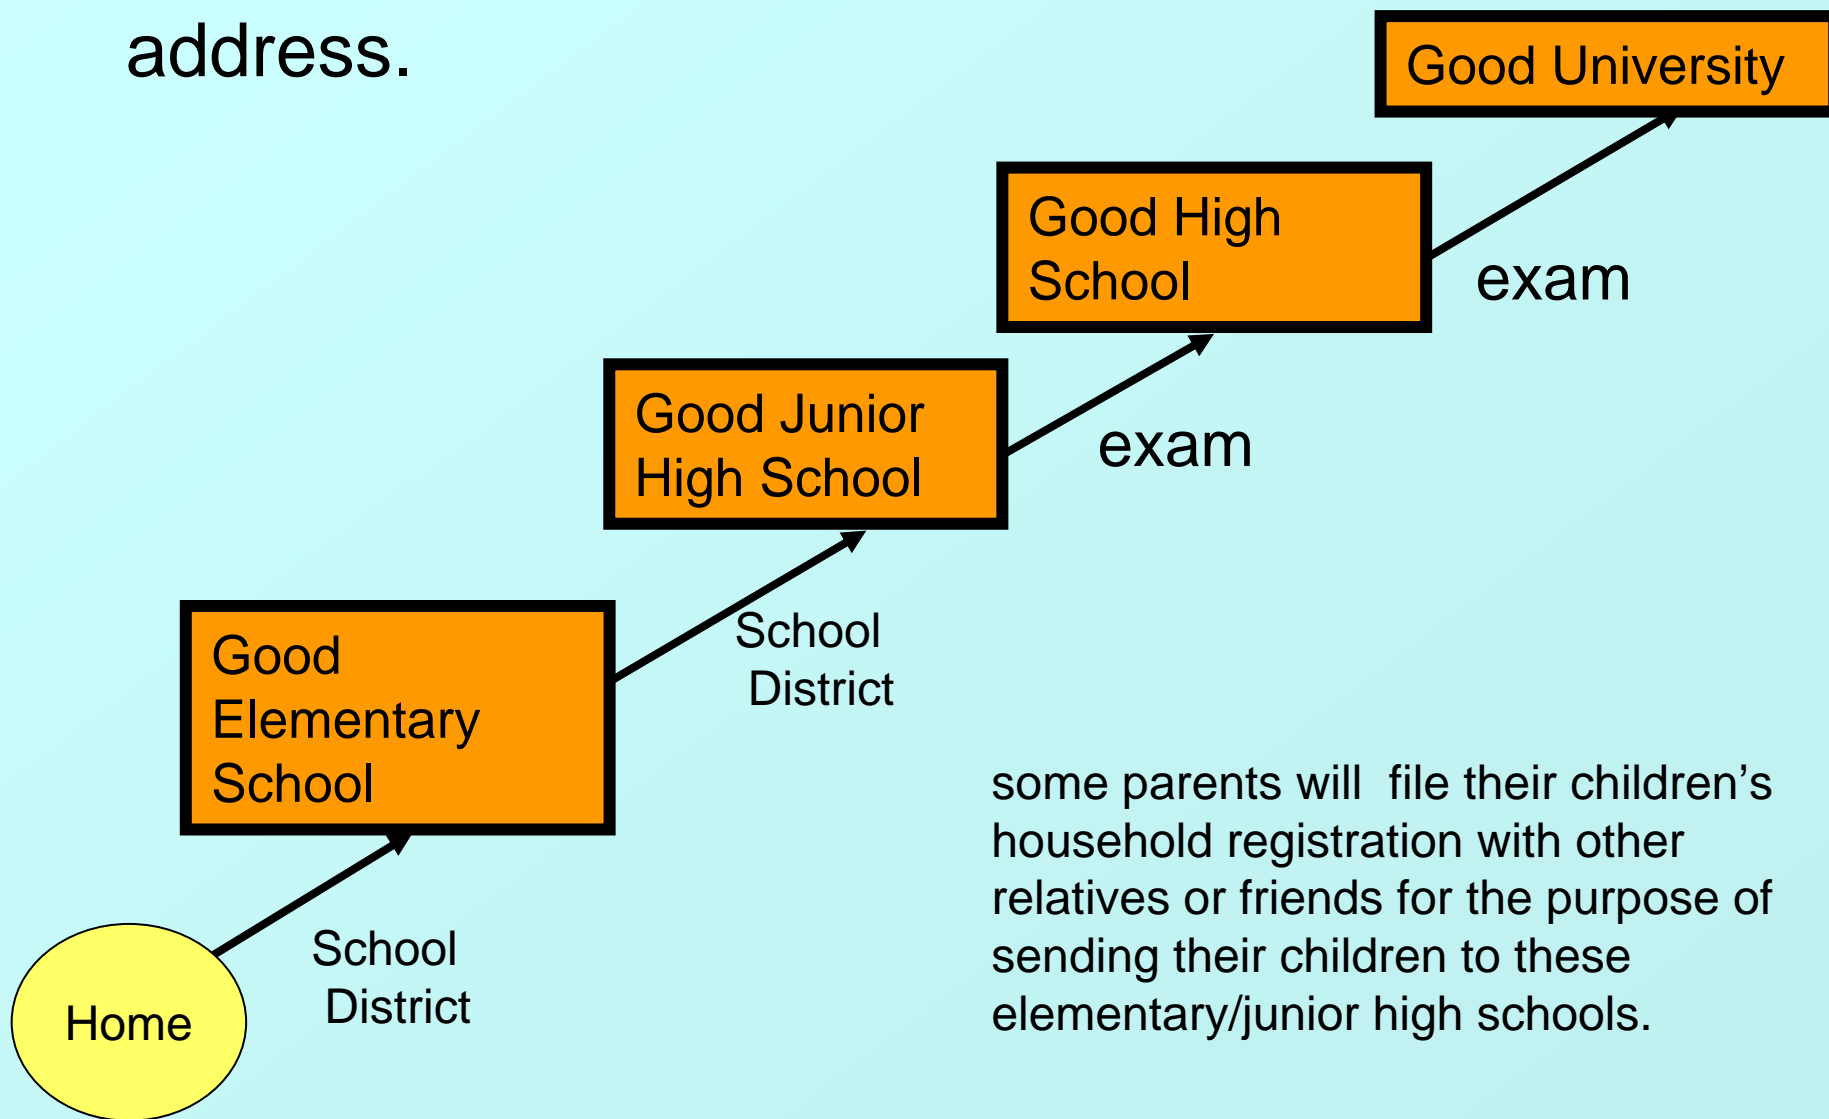 address.
Good University
Good High
School
exam
Good Junior
High School
exam
School
District
Good
Elementary
School
School
District
Home
some parents will  file their children’s
household registration with other
relatives or friends for the purpose of
sending their children to these
elementary/junior high schools.